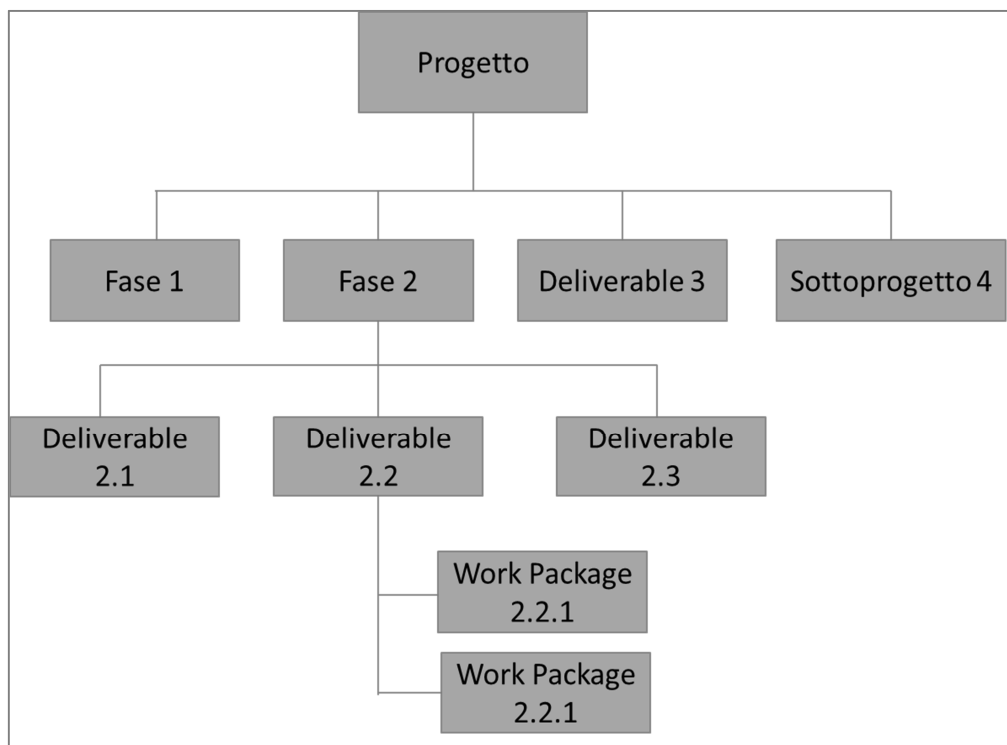 Progetto
Fase 1
Fase 2
Deliverable 3
Sottoprogetto 4
Deliverable
2.1
Deliverable
2.2
Deliverable
2.3
Work Package
2.2.1
Work Package
2.2.1